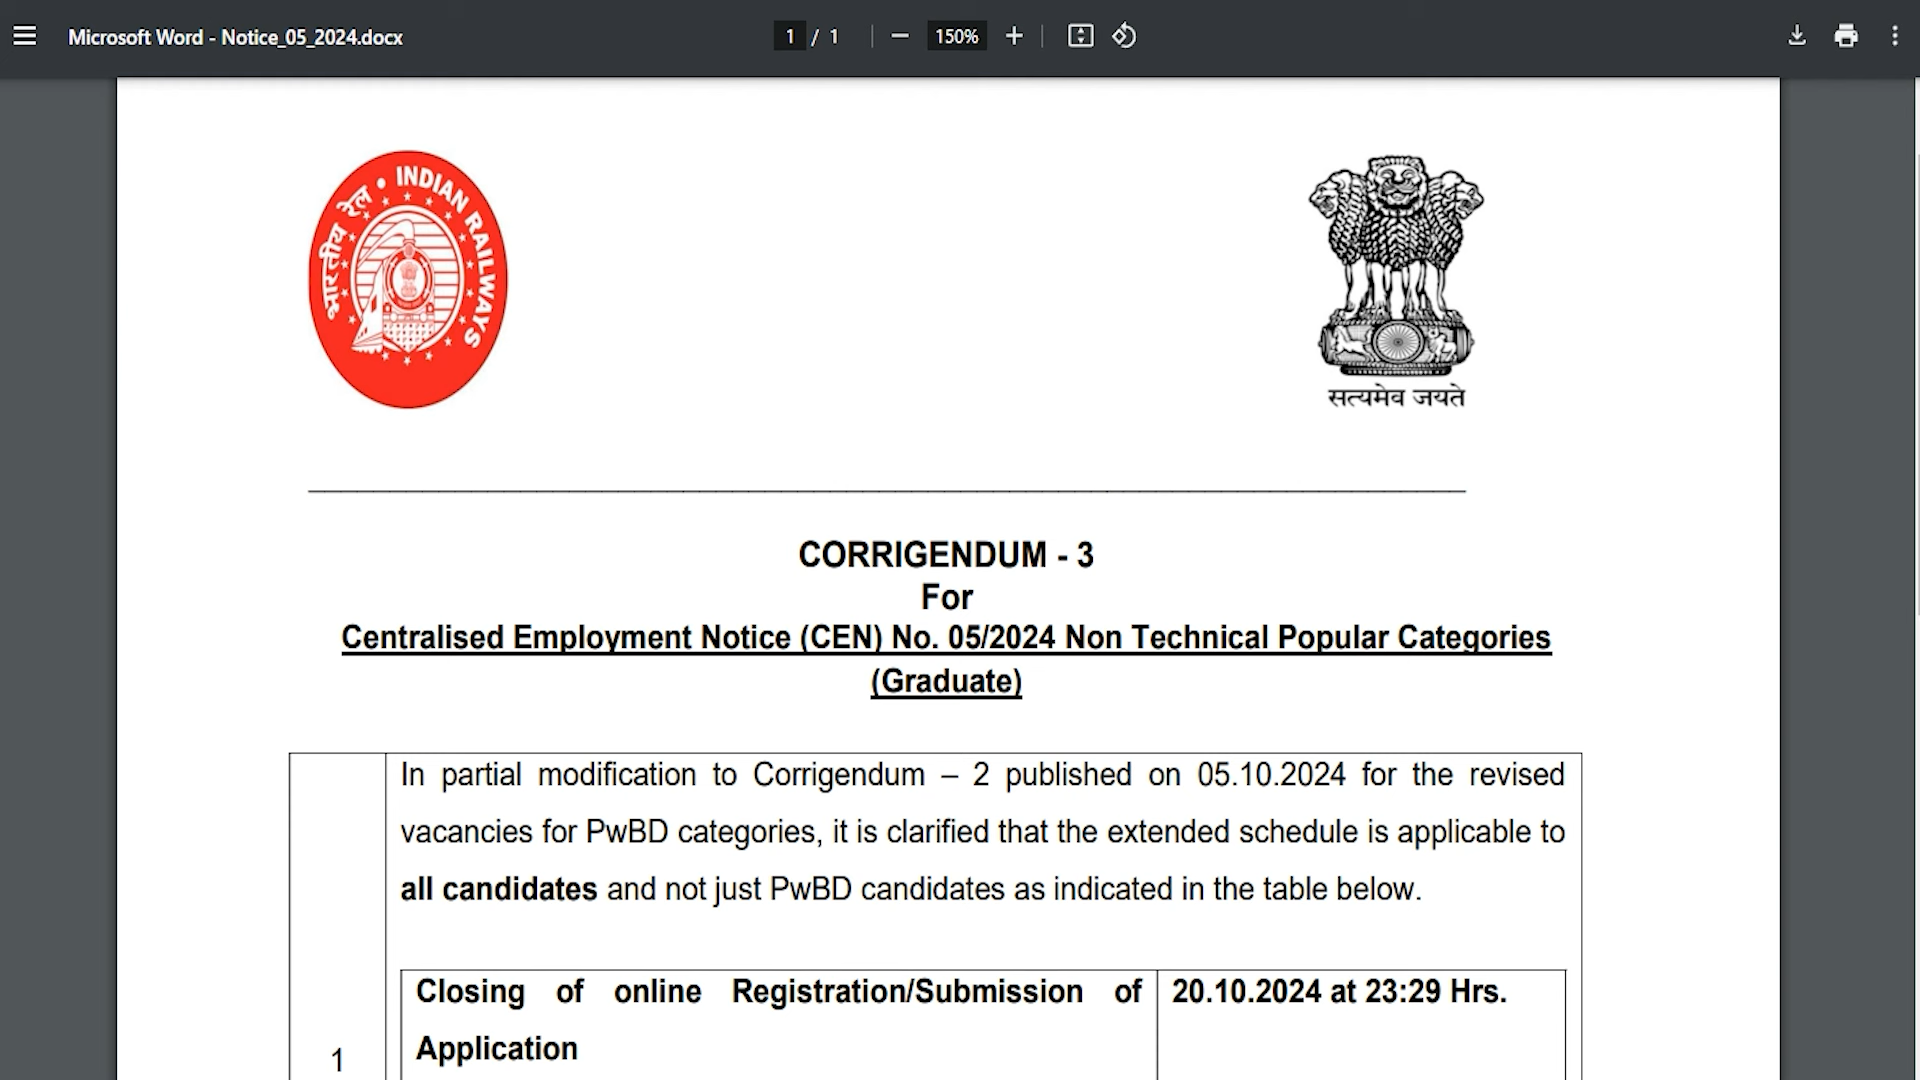 Microsoft Word - Notice_05_2024.docx
1 / 1
150%
भारतीय रेल • INDIAN RAILWAYS
सत्यमेव जयते
CORRIGENDUM - 3
For
Centralised Employment Notice (CEN) No. 05/2024 Non Technical Popular Categories
(Graduate)
In partial modification to Corrigendum – 2 published on 05.10.2024 for the revised
vacancies for PwBD categories, it is clarified that the extended schedule is applicable to
all candidates and not just PwBD candidates as indicated in the table below.
Closing of online Registration/Submission of
Application
20.10.2024 at 23:29 Hrs.
1